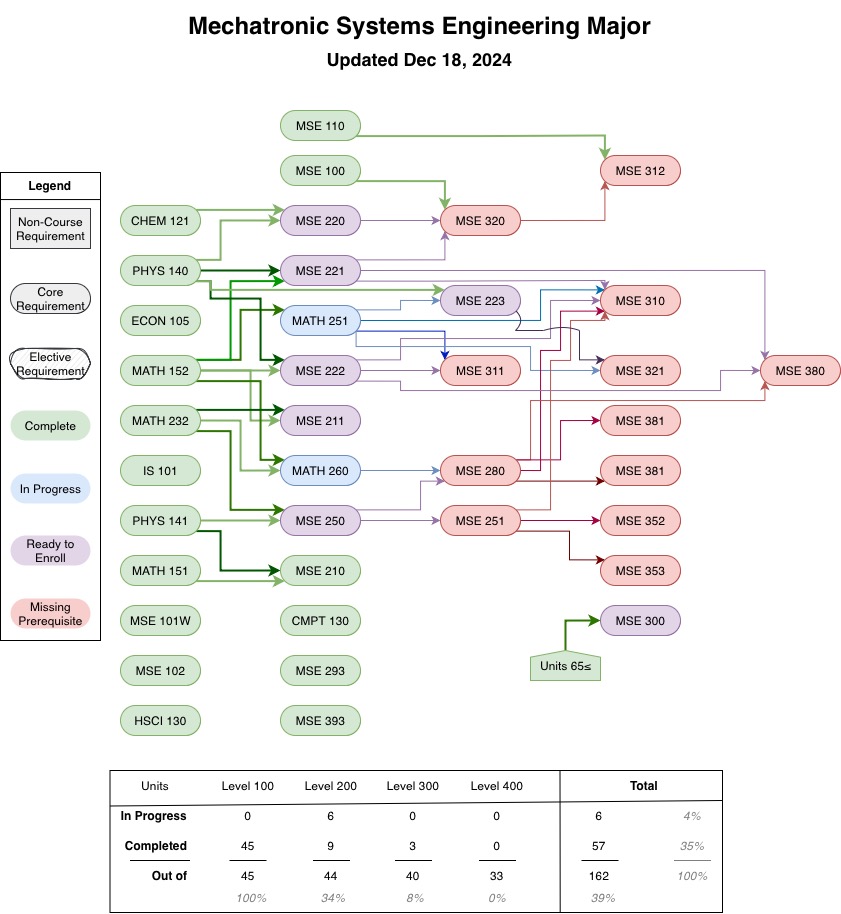 Mechatronic Systems Engineering Major
Updated Dec 18, 2024
Legend
Non-Course
Requirement
Core
Requirement
Elective
Requirement
Complete
In Progress
Ready to
Enroll
Missing
Prerequisite
MSE 110
MSE 100
MSE 312
CHEM 121
MSE 220
MSE 320
PHYS 140
MSE 221
MSE 223
MSE 310
ECON 105
MATH 251
MATH 152
MSE 222
MSE 311
MSE 321
MSE 380
MATH 232
MSE 211
MSE 381
IS 101
MATH 260
MSE 280
MSE 381
PHYS 141
MSE 250
MSE 251
MSE 352
MATH 151
MSE 210
MSE 353
MSE 101W
CMPT 130
MSE 300
MSE 102
MSE 293
Units 65≤
HSCI 130
MSE 393
Units Level 100 Level 200 Level 300 Level 400 Total
In Progress 0 6 0 0 6 4%
Completed 45 9 3 0 57 35%
Out of 45 44 40 33 162 100%
100% 34% 8% 0% 39%